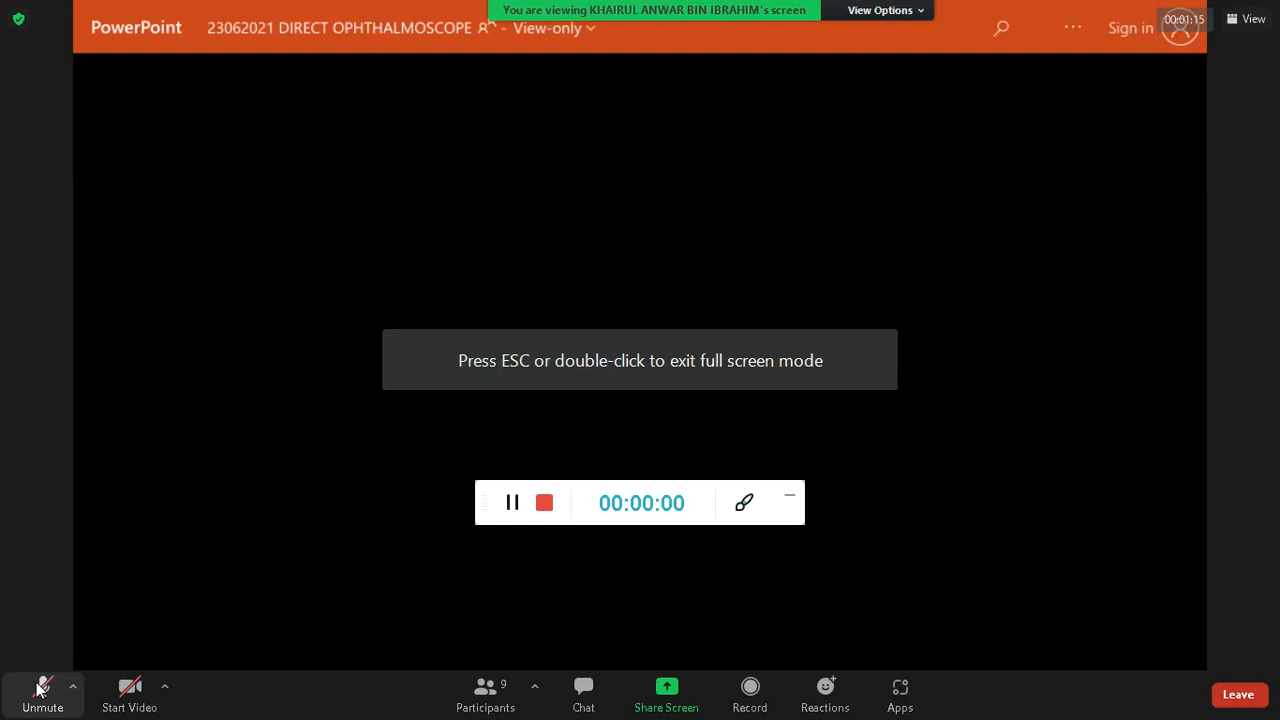 You are viewing KHAIRUL ANWAR BIN IBRAHIM's screen
View Options
00:01:15
View
PowerPoint
23062021 DIRECT OPHTHALMOSCOPE - View-only
Sign in
Press ESC or double-click to exit full screen mode
00:00:00
Unmute
Start Video
Participants
9
Chat
Share Screen
Record
Reactions
Apps
Leave